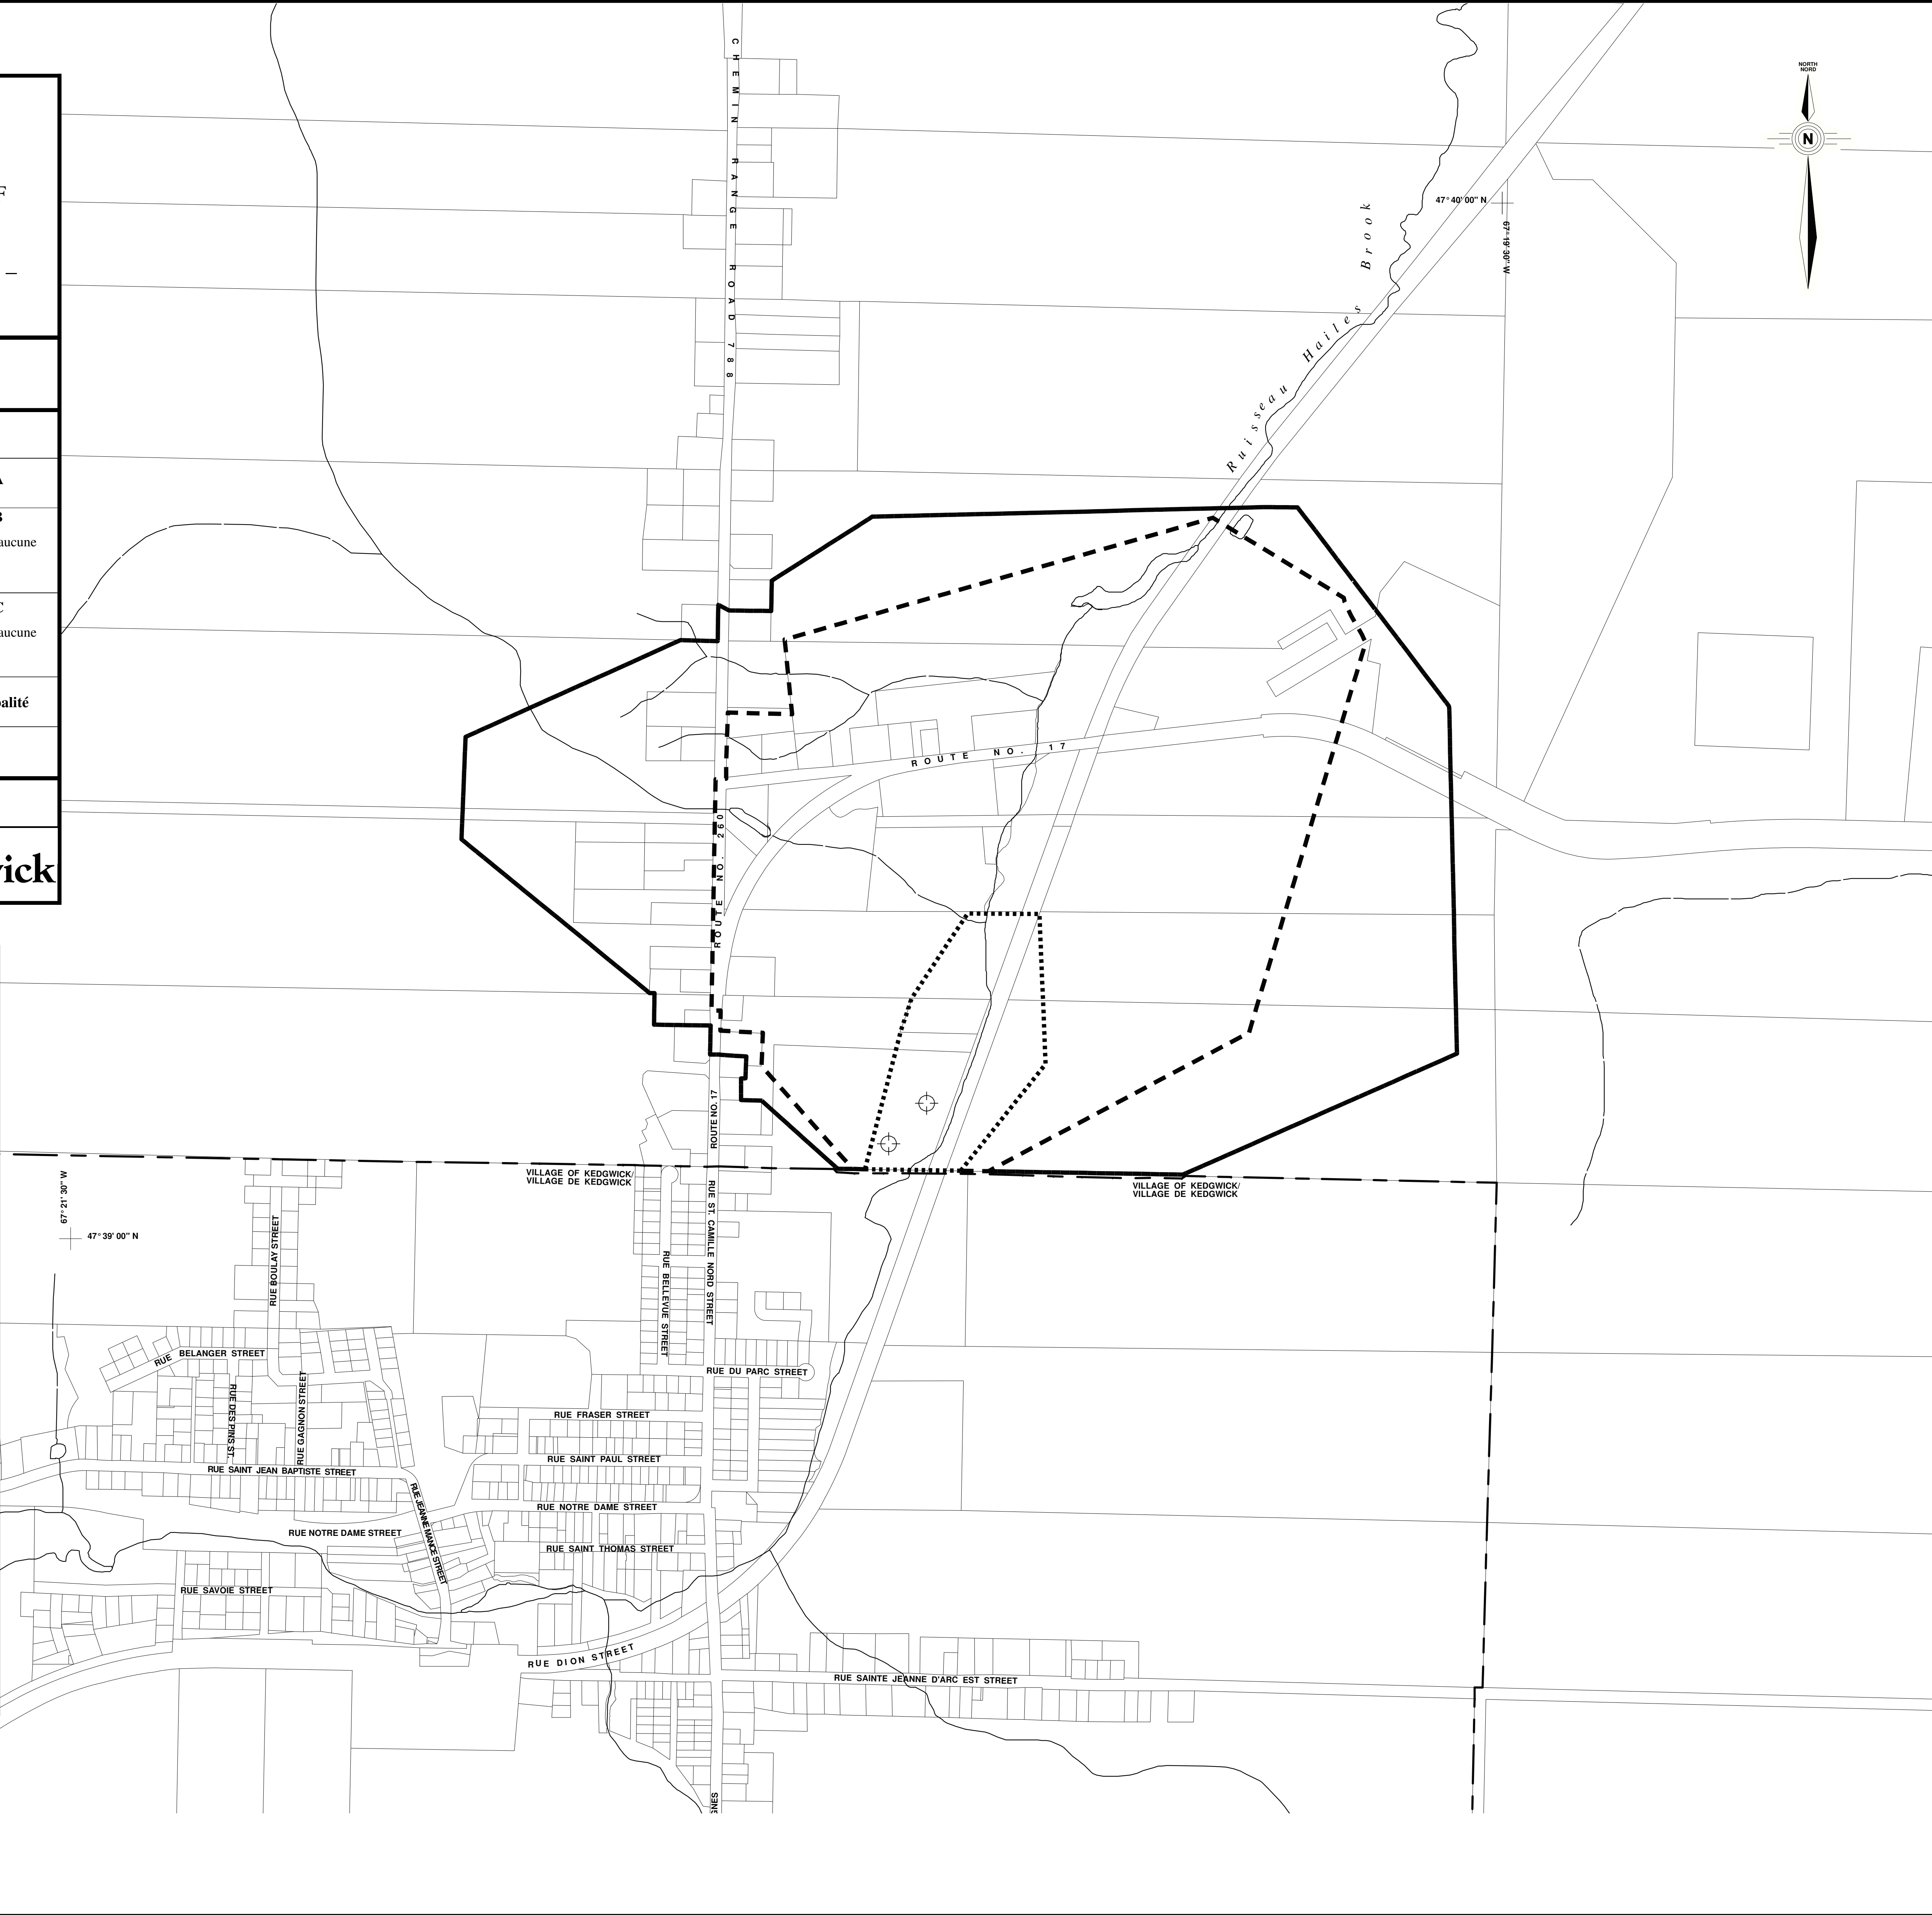 NORTH
NORD
N
CHEMIN RANGE ROAD 788
47° 40' 00" N
67° 19' 30" W
Ruisseau Hailes Brook
F
–
A
B
aucune
C
aucune
palité
wick
ROUTE NO. 17
ROUTE NO. 260
ROUTE NO. 17
VILLAGE OF KEDGWICK/
VILLAGE DE KEDGWICK
VILLAGE OF KEDGWICK/
VILLAGE DE KEDGWICK
67° 21' 30" W
47° 39' 00" N
RUE BOULAY STREET
RUE BELLEVUE STREET
RUE ST. CAMILLE NORD STREET
RUE BELANGER STREET
RUE DU PARC STREET
RUE DES PINS ST.
RUE GAGNON STREET
RUE FRASER STREET
RUE SAINT PAUL STREET
RUE SAINT JEAN BAPTISTE STREET
RUE JEANNE MANCE STREET
RUE NOTRE DAME STREET
RUE NOTRE DAME STREET
RUE SAINT THOMAS STREET
RUE SAVOIE STREET
RUE DION STREET
RUE SAINTE JEANNE D'ARC EST STREET
GNES